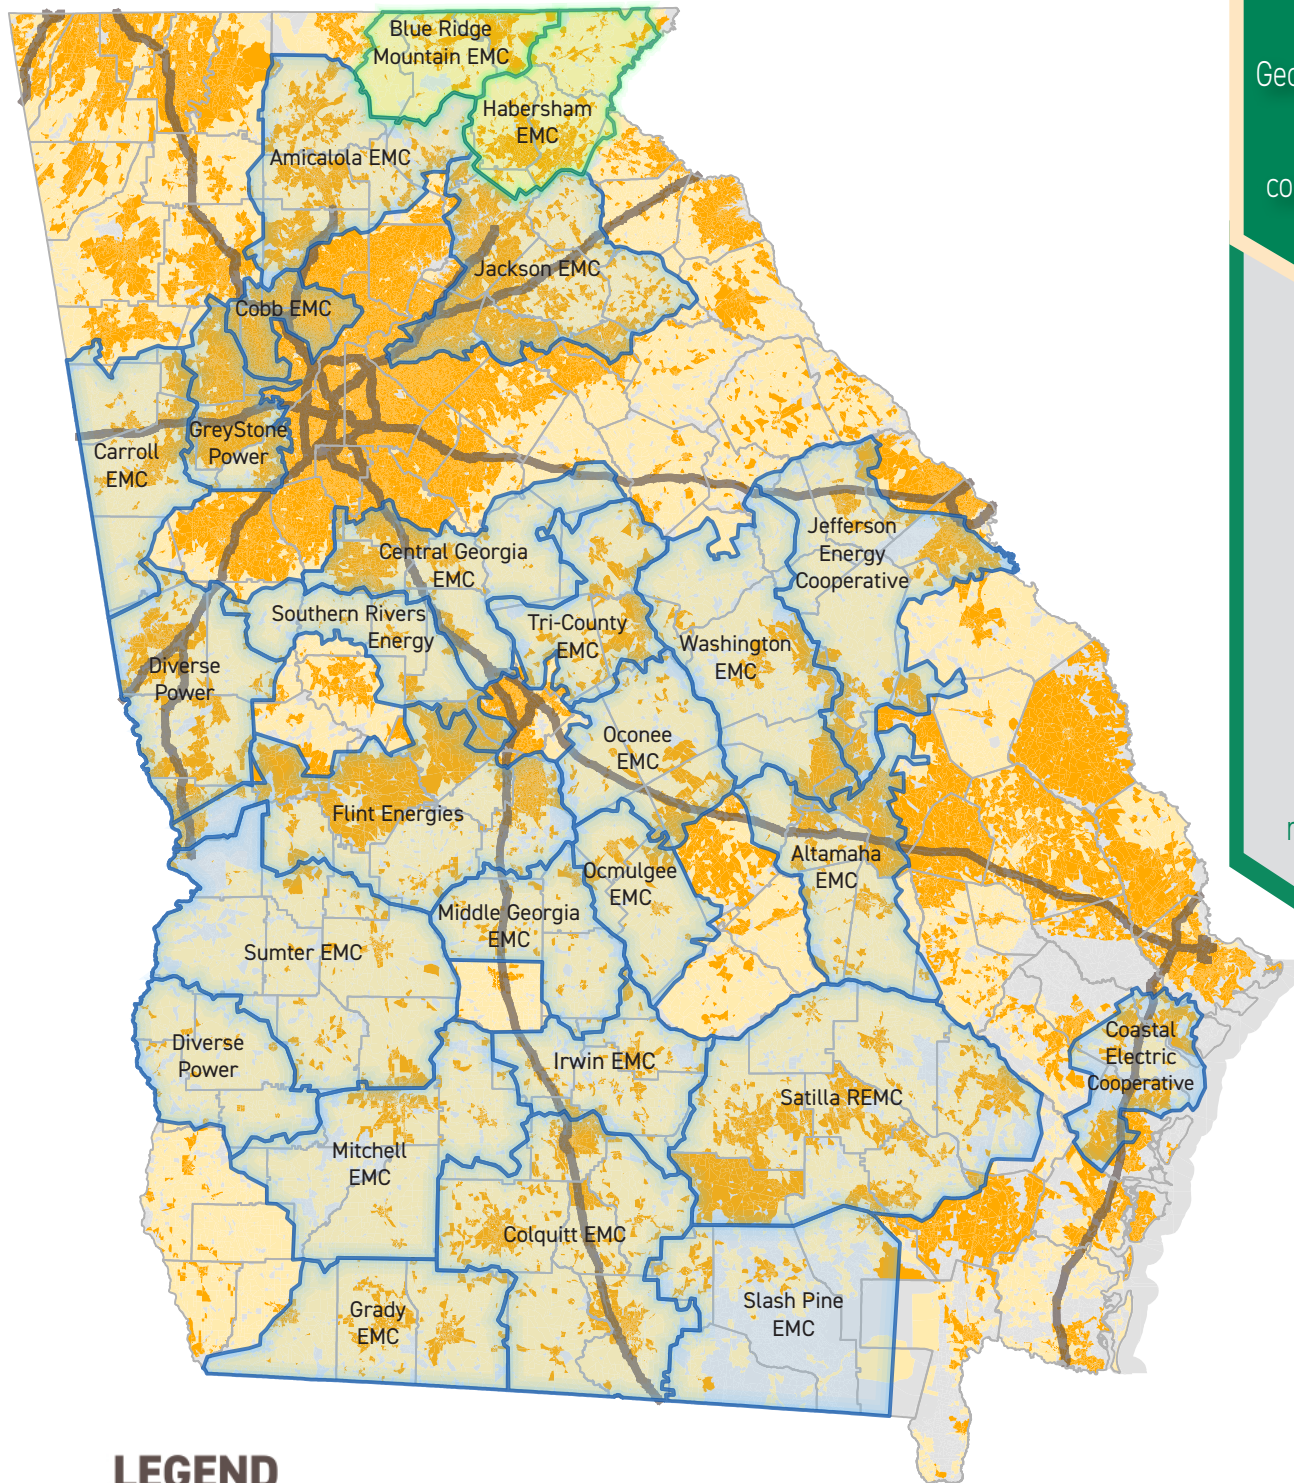 Blue Ridge
Mountain EMC
Habersham
EMC
Amicalola EMC
Jackson EMC
Cobb EMC
GreyStone
Power
Carroll
EMC
Jefferson
Energy
Cooperative
Central Georgia
EMC
Southern Rivers
Energy
Tri-County
EMC
Washington
EMC
Diverse
Power
Oconee
EMC
Flint Energies
Altamaha
EMC
Ocmulgee
EMC
Middle Georgia
EMC
Sumter EMC
Diverse
Power
Irwin EMC
Coastal
Electric
Cooperative
Satilla REMC
Mitchell
EMC
Colquitt EMC
Slash Pine
EMC
Grady
EMC
LEGEND